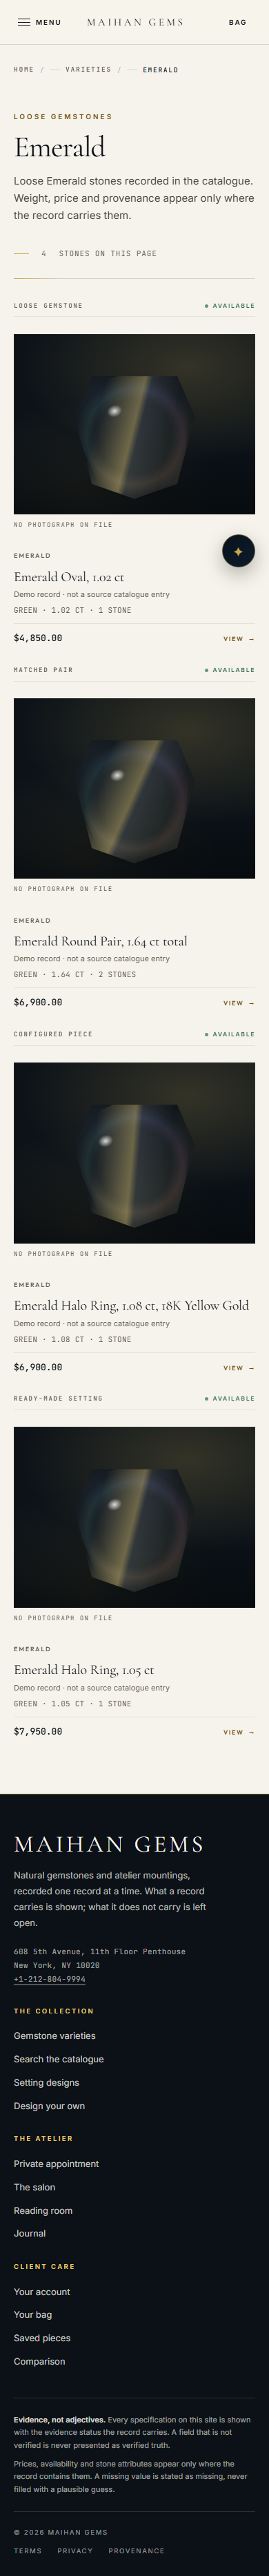 MENU
MAIHAN GEMS
BAG
HOME / VARIETIES / EMERALD
LOOSE GEMSTONES
Emerald
Loose Emerald stones recorded in the catalogue.
Weight, price and provenance appear only where
the record carries them.
4 STONES ON THIS PAGE
LOOSE GEMSTONE
AVAILABLE
NO PHOTOGRAPH ON FILE
EMERALD
Emerald Oval, 1.02 ct
Demo record · not a source catalogue entry
GREEN · 1.02 CT · 1 STONE
$4,850.00
VIEW →
MATCHED PAIR
AVAILABLE
NO PHOTOGRAPH ON FILE
EMERALD
Emerald Round Pair, 1.64 ct total
Demo record · not a source catalogue entry
GREEN · 1.64 CT · 2 STONES
$6,900.00
VIEW →
CONFIGURED PIECE
AVAILABLE
NO PHOTOGRAPH ON FILE
EMERALD
Emerald Halo Ring, 1.08 ct, 18K Yellow Gold
Demo record · not a source catalogue entry
GREEN · 1.08 CT · 1 STONE
$6,900.00
VIEW →
READY-MADE SETTING
AVAILABLE
NO PHOTOGRAPH ON FILE
EMERALD
Emerald Halo Ring, 1.05 ct
Demo record · not a source catalogue entry
GREEN · 1.05 CT · 1 STONE
$7,950.00
VIEW →
MAIHAN GEMS
Natural gemstones and atelier mountings,
recorded one record at a time. What a record
carries is shown; what it does not carry is left
open.
608 5th Avenue, 11th Floor Penthouse
New York, NY 10020
+1-212-804-9994
THE COLLECTION
Gemstone varieties
Search the catalogue
Setting designs
Design your own
THE ATELIER
Private appointment
The salon
Reading room
Journal
CLIENT CARE
Your account
Your bag
Saved pieces
Comparison
Evidence, not adjectives. Every specification on this site is shown
with the evidence status the record carries. A field that is not
verified is never presented as verified truth.
Prices, availability and stone attributes appear only where the
record contains them. A missing value is stated as missing, never
filled with a plausible guess.
© 2026 MAIHAN GEMS
TERMS PRIVACY PROVENANCE